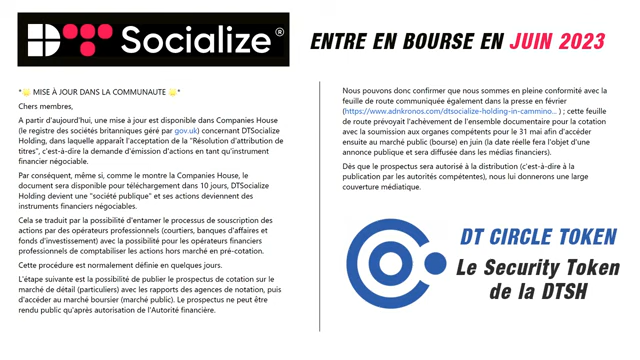 DT Socialize®
ENTRE EN BOURSE EN JUIN 2023
*🌟 MISE À JOUR DANS LA COMMUNAUTE 🌟*
Chers membres,
A partir d'aujourd'hui, une mise à jour est disponible dans Companies House
(le registre des sociétés britanniques géré par gov.uk) concernant DTSocialize
Holding, dans laquelle apparaît l'acceptation de la "Résolution d'attribution de
titres", c'est-à-dire la demande d'émission d'actions en tant qu'instrument
financier négociable.
Par conséquent, même si, comme le montre la Companies House, le
document sera disponible pour téléchargement dans 10 jours, DTSocialize
Holding devient une "société publique" et ses actions deviennent des
instruments financiers négociables.
Cela se traduit par la possibilité d'entamer le processus de souscription des
actions par des opérateurs professionnels (courtiers, banques d'affaires et
fonds d'investissement) avec la possibilité pour les opérateurs financiers
professionnels de comptabiliser les actions hors marché en pré-cotation.
Cette procédure est normalement définie en quelques jours.
L'étape suivante est la possibilité de publier le prospectus de cotation sur le
marché de détail (particuliers) avec les rapports des agences de notation, puis
d'accéder au marché boursier (marché public). Le prospectus ne peut être
rendu public qu'après autorisation de l'Autorité financière.
Nous pouvons donc confirmer que nous sommes en pleine conformité avec la
feuille de route communiquée également dans la presse en février
(https://www.adnkronos.com/dtsocialize-holding-in-cammino... ) ; cette feuille
de route prévoyait l'achèvement de l'ensemble documentaire pour la cotation
avec la soumission aux organes compétents pour le 31 mai afin d'accéder
ensuite au marché public (bourse) en juin (la date réelle fera l'objet d'une
annonce publique et sera diffusée dans les médias financiers).
Dès que le prospectus sera autorisé à la distribution (c'est-à-dire à la
publication par les autorités compétentes), nous lui donnerons une large
couverture médiatique.
DT CIRCLE TOKEN
Le Security Token
de la DTSH